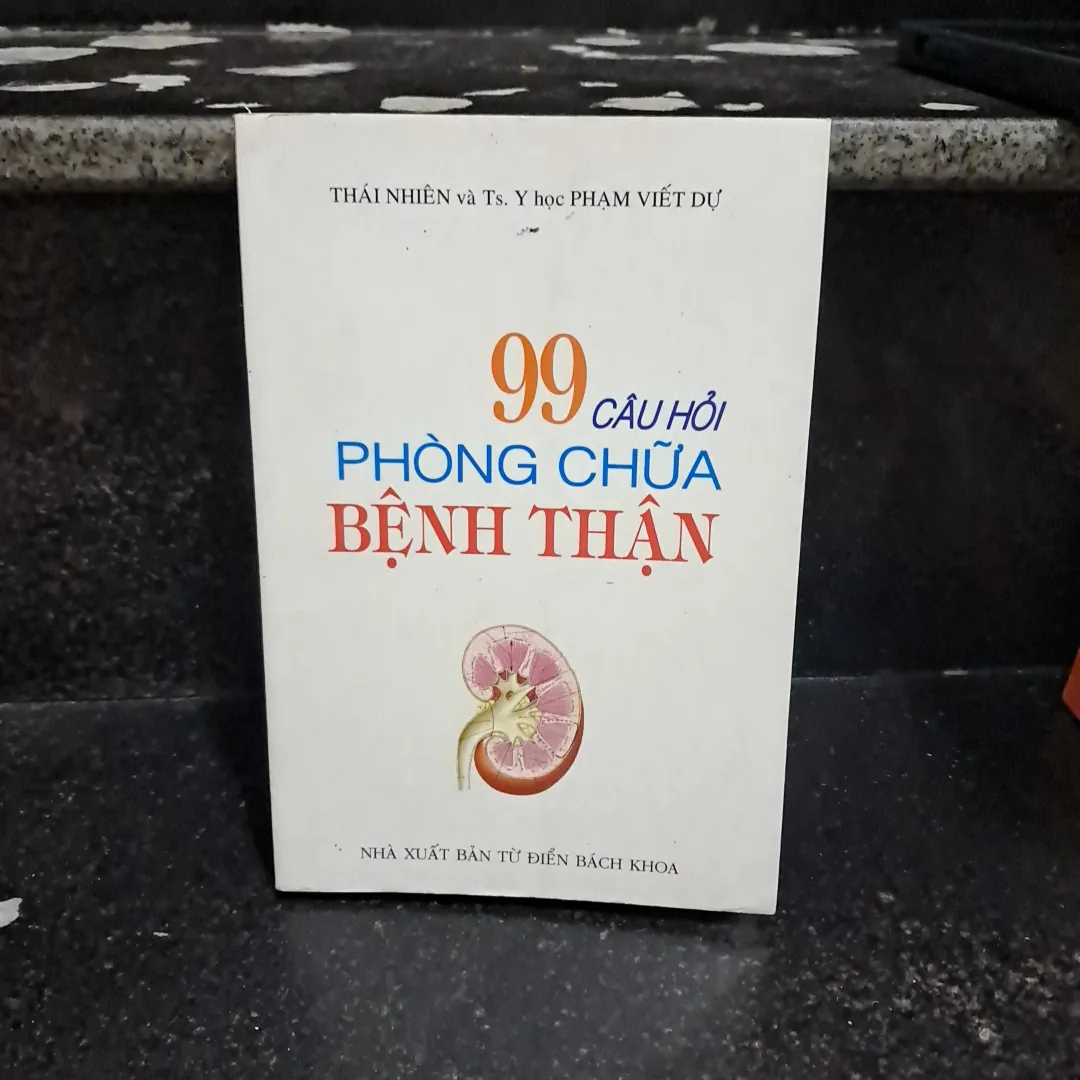 THÁI NHIÊN và Ts. Y học PHẠM VIẾT DỰ
99 CÂU HỎI
PHÒNG CHỮA
BỆNH THẬN
NHÀ XUẤT BẢN TỪ ĐIỂN BÁCH KHOA